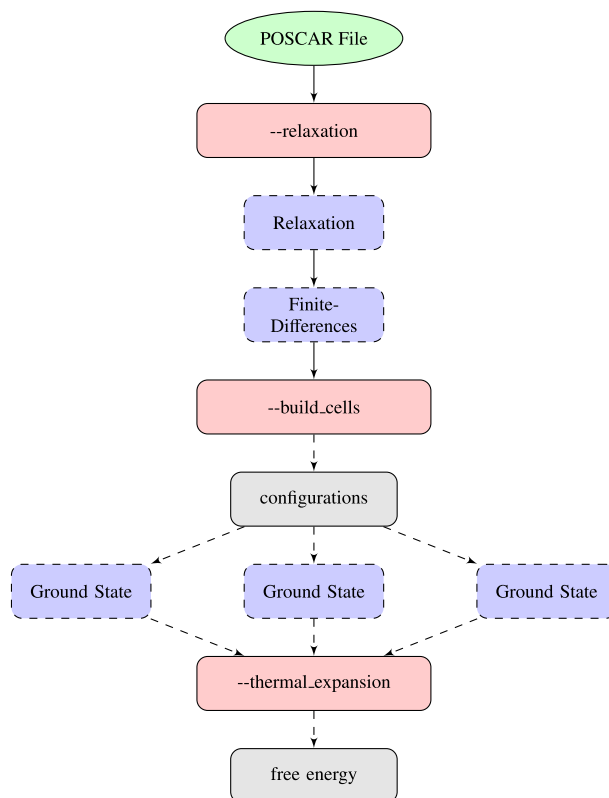 POSCAR File
--relaxation
Relaxation
Finite-
Differences
--build_cells
configurations
Ground State
Ground State
Ground State
--thermal_expansion
free energy